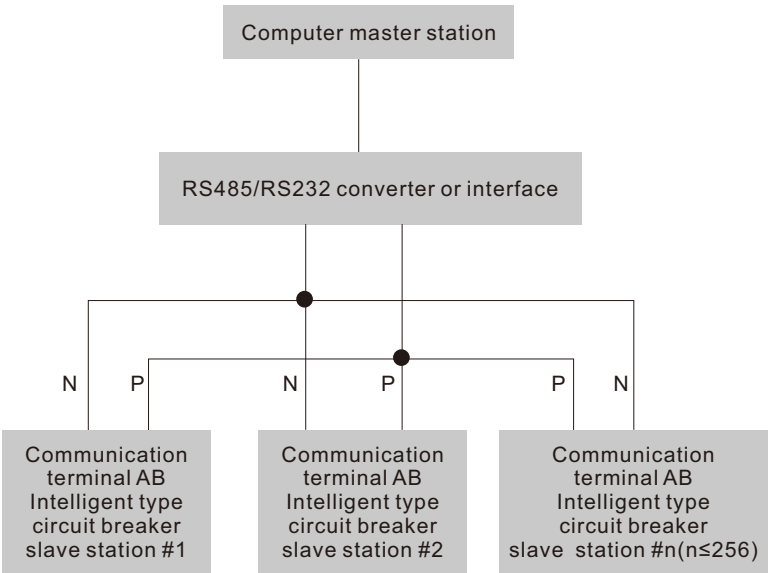 Computer master station
RS485/RS232 converter or interface
N
P
N
P
P
N
Communication
terminal AB
Intelligent type
circuit breaker
slave station #1
Communication
terminal AB
Intelligent type
circuit breaker
slave station #2
Communication
terminal AB
Intelligent type
circuit breaker
slave station #n(n≤256)